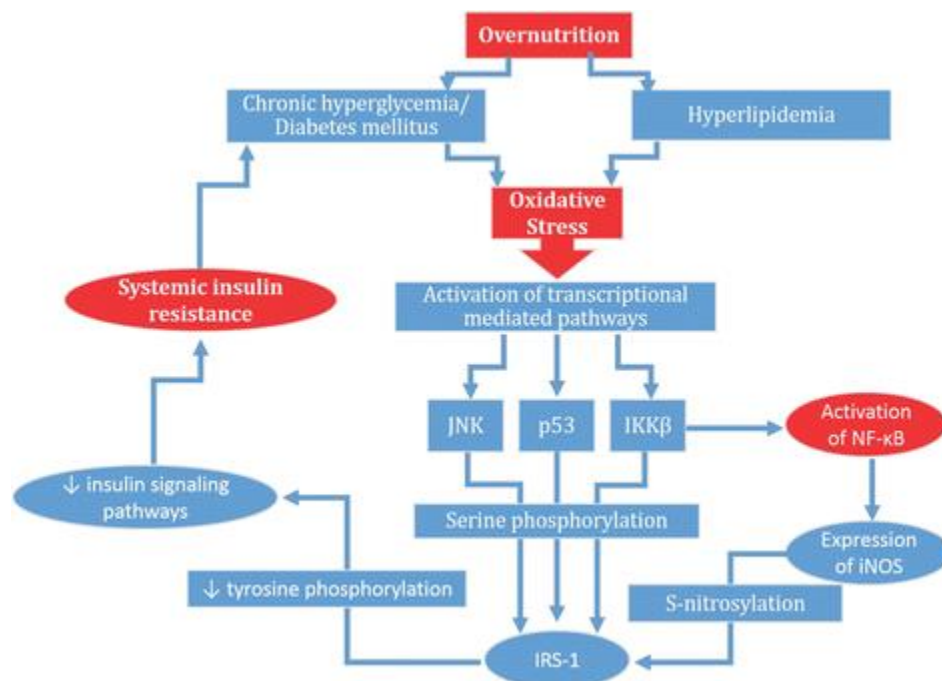 Overnutrition
Chronic hyperglycemia/
Diabetes mellitus
Hyperlipidemia
Oxidative
Stress
Systemic insulin
resistance
Activation of transcriptional
mediated pathways
JNK
p53
IKKβ
Activation
of NF-κB
↓ insulin signaling
pathways
Serine phosphorylation
Expression
of iNOS
↓ tyrosine phosphorylation
S-nitrosylation
IRS-1